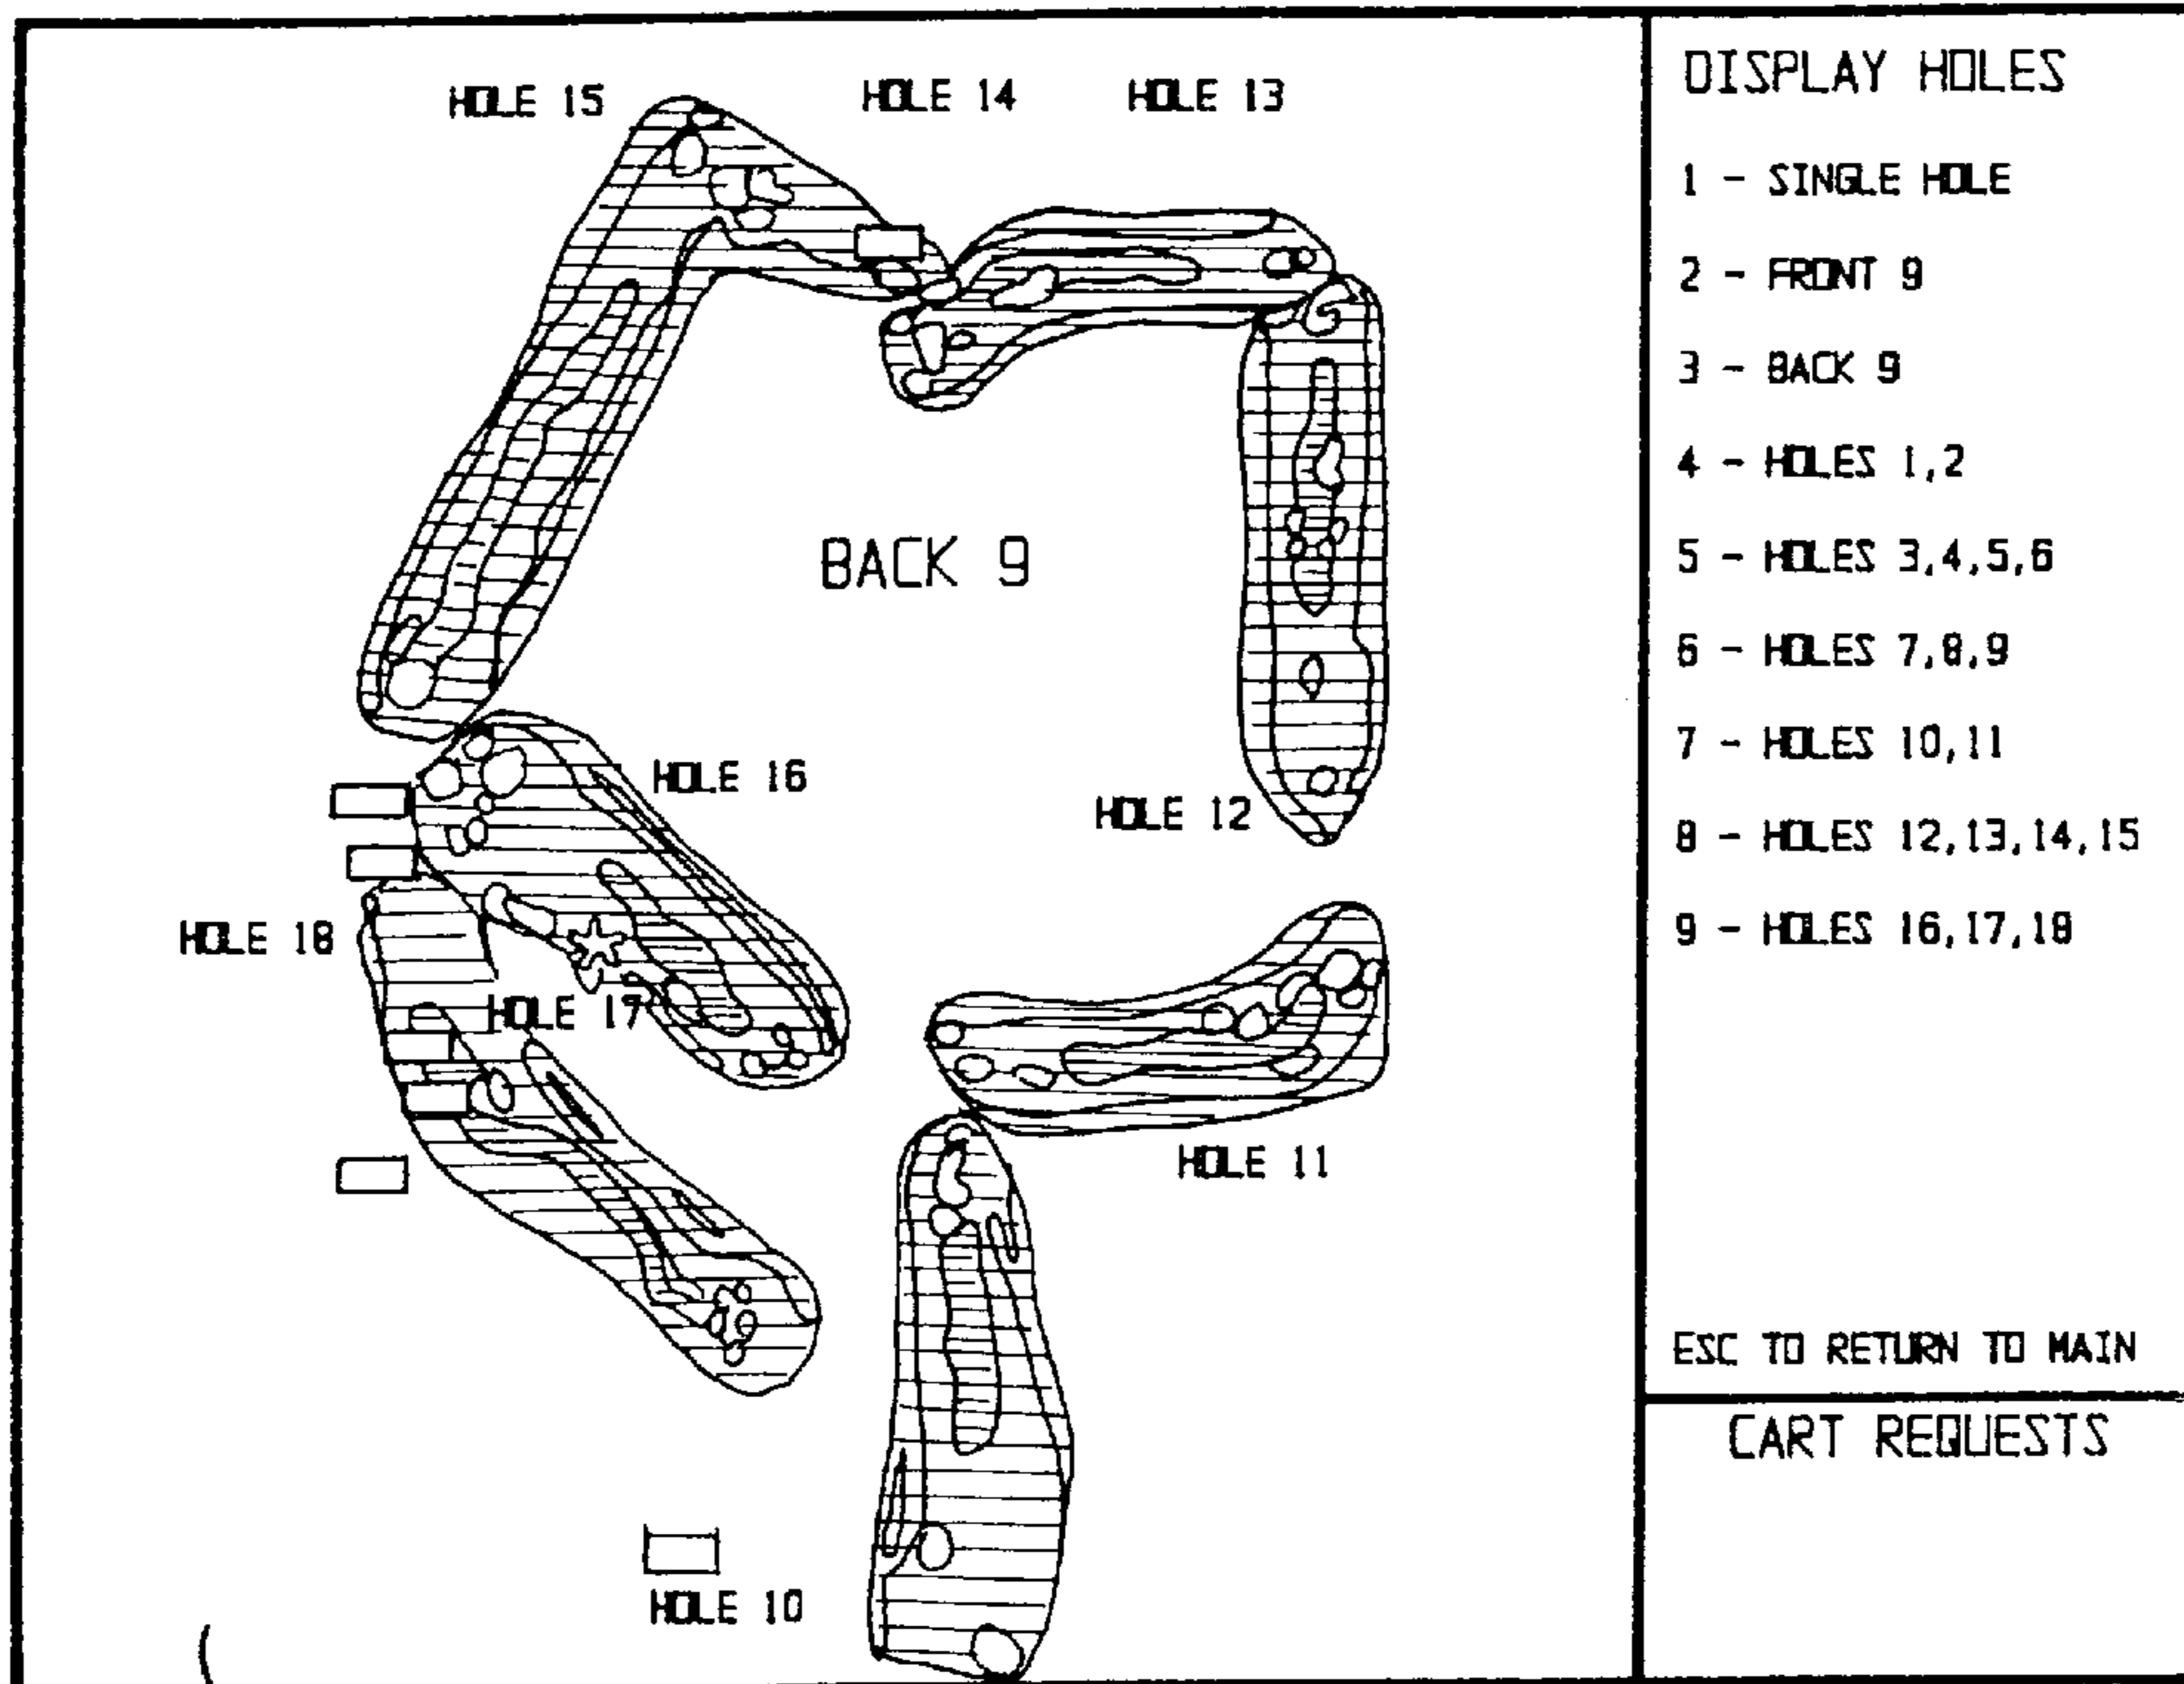 HOLE 15
HOLE 14
HOLE 13
BACK 9
HOLE 16
HOLE 12
HOLE 18
HOLE 17
HOLE 11
HOLE 10
DISPLAY HOLES
1 - SINGLE HOLE
2 - FRONT 9
3 - BACK 9
4 - HOLES 1,2
5 - HOLES 3,4,5,6
6 - HOLES 7,8,9
7 - HOLES 10,11
8 - HOLES 12,13,14,15
9 - HOLES 16,17,18
ESC TO RETURN TO MAIN
CART REQUESTS